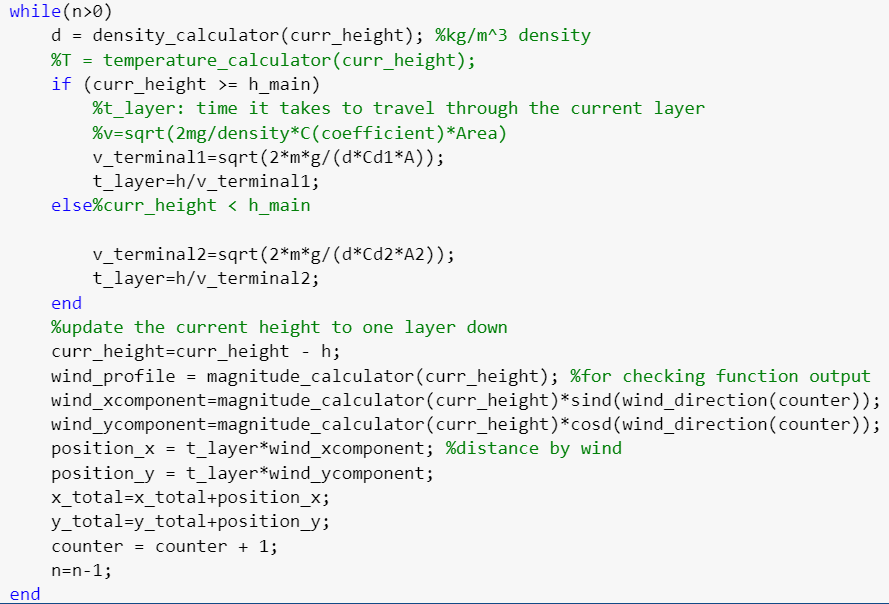 while(n>0)
d = density_calculator(curr_height); %kg/m^3 density
%T = temperature_calculator(curr_height);
if (curr_height >= h_main)
%t_layer: time it takes to travel through the current layer
%v=sqrt(2mg/density*C(coefficient)*Area)
v_terminal1=sqrt(2*m*g/(d*Cd1*A));
t_layer=h/v_terminal1;
else%curr_height < h_main
v_terminal2=sqrt(2*m*g/(d*Cd2*A2));
t_layer=h/v_terminal2;
end
%update the current height to one layer down
curr_height=curr_height - h;
wind_profile = magnitude_calculator(curr_height); %for checking function output
wind_xcomponent=magnitude_calculator(curr_height)*sind(wind_direction(counter));
wind_ycomponent=magnitude_calculator(curr_height)*cosd(wind_direction(counter));
position_x = t_layer*wind_xcomponent; %distance by wind
position_y = t_layer*wind_ycomponent;
x_total=x_total+position_x;
y_total=y_total+position_y;
counter = counter + 1;
n=n-1;
end